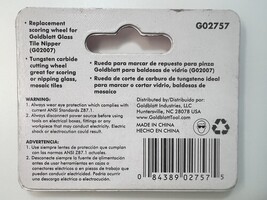 • Replacement
scoring wheel for
Goldblatt Glass
Tile Nipper
(G02007)
• Tungsten carbide
cutting wheel
great for scoring
or nipping glass,
mosaic tiles
G02757
• Rueda para marcar de repuesto para pinza
Goldblatt para baldosas de vidrio (G02007)
• Rueda de corte de carburo de tungsteno ideal
para marcar o cortar vidrio, baldosas de
mosaico
WARNING:
1. Always wear eye protection which complies with
current ANSI Standards Z87.1.
2. Always disconnect power source before using
tools on electrical boxes, fittings or any
workpiece that may contain electricity. Electric
shock or electrocution could result.
ADVERTENCIA:
1. Use siempre lentes de protección que cumplan
con las normas ANSI Z87.1 actuales.
2. Siempre desconecte la fuente de alimentación
antes de usar herramientas en cajas o
conectores eléctricos o en piezas de trabajo que
pueden conducir electricidad. Podría ocurrir
una descarga eléctrica o electrocución.
Distributed by/Distribuido por:
Goldblatt Industries, LLC
Huntersville, NC 28078 USA
www.GoldblattTool.com
MADE IN CHINA
HECHO EN CHINA
0 84389 02757 5